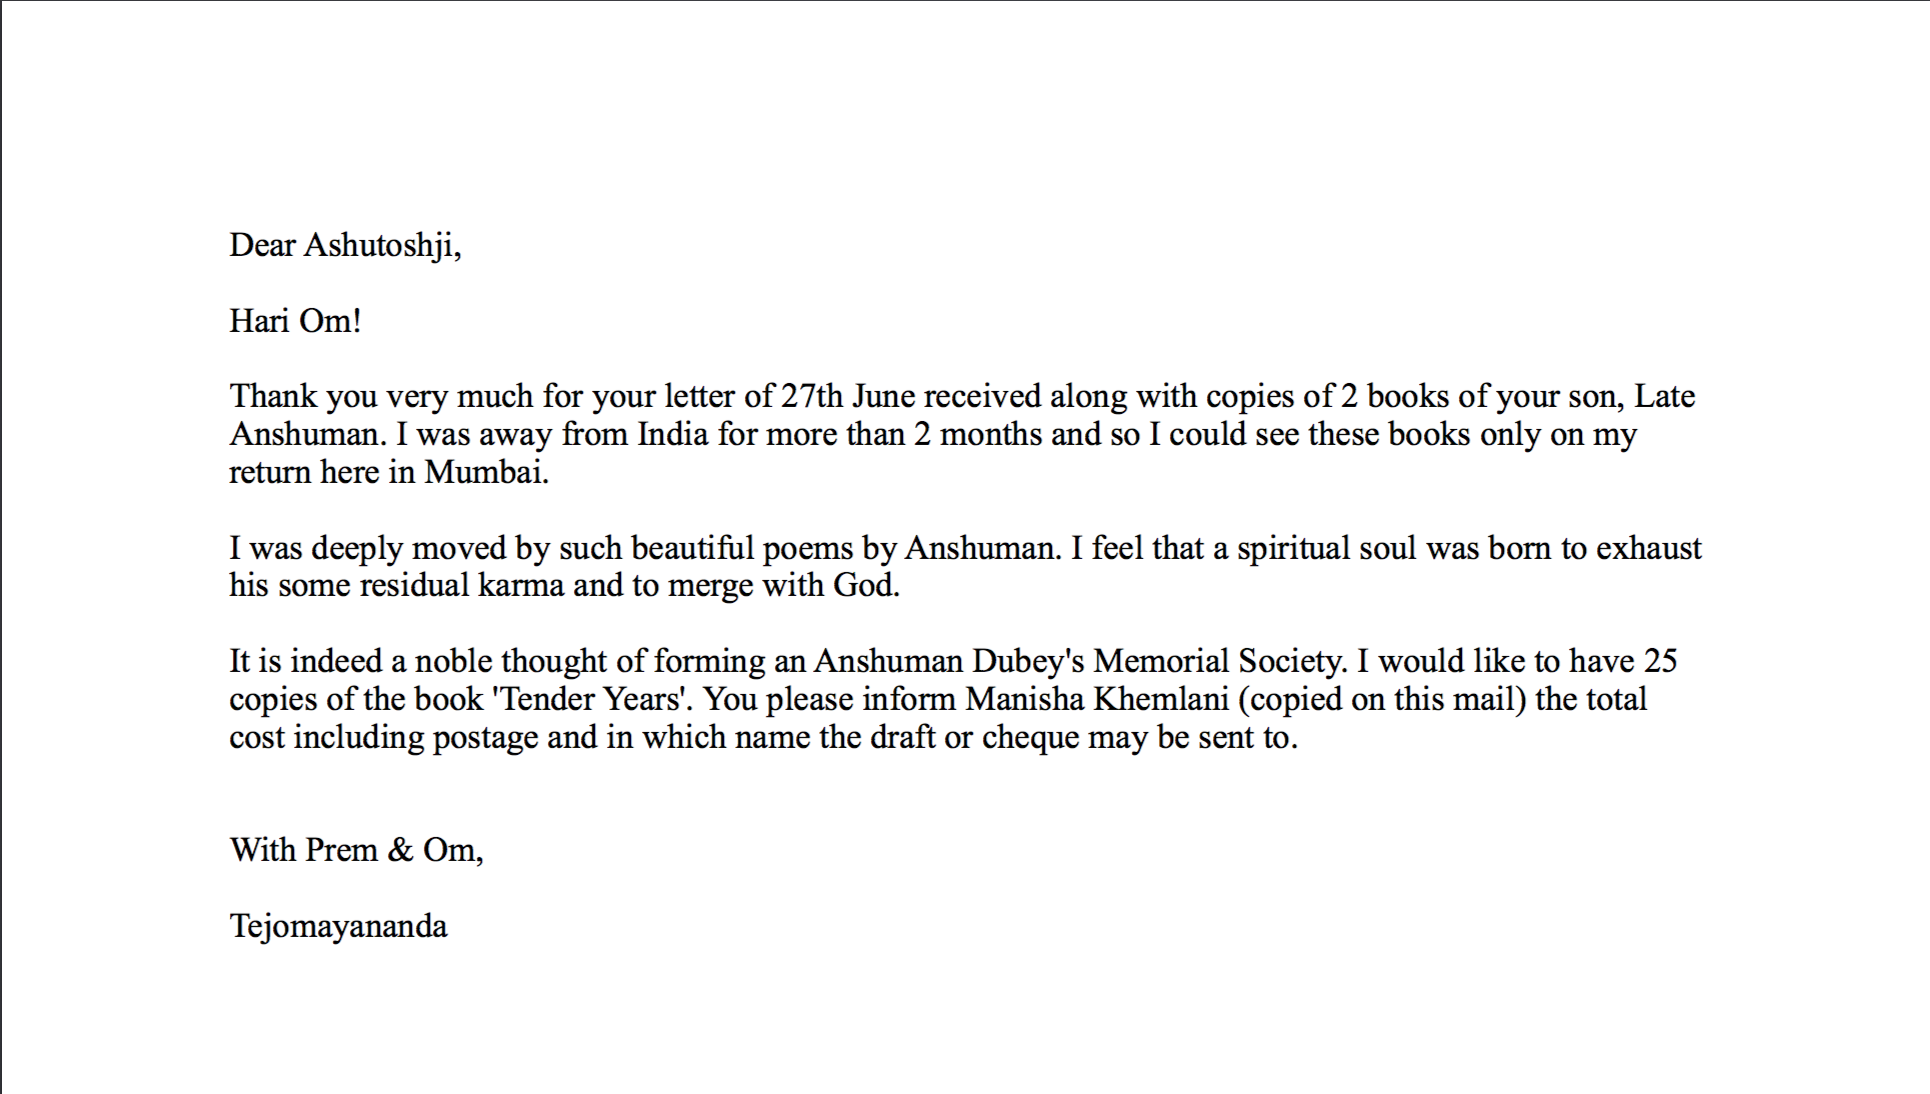 Dear Ashutoshji,
Hari Om!
Thank you very much for your letter of 27th June received along with copies of 2 books of your son, Late
Anshuman. I was away from India for more than 2 months and so I could see these books only on my
return here in Mumbai.
I was deeply moved by such beautiful poems by Anshuman. I feel that a spiritual soul was born to exhaust
his some residual karma and to merge with God.
It is indeed a noble thought of forming an Anshuman Dubey's Memorial Society. I would like to have 25
copies of the book 'Tender Years'. You please inform Manisha Khemlani (copied on this mail) the total
cost including postage and in which name the draft or cheque may be sent to.
With Prem & Om,
Tejomayananda